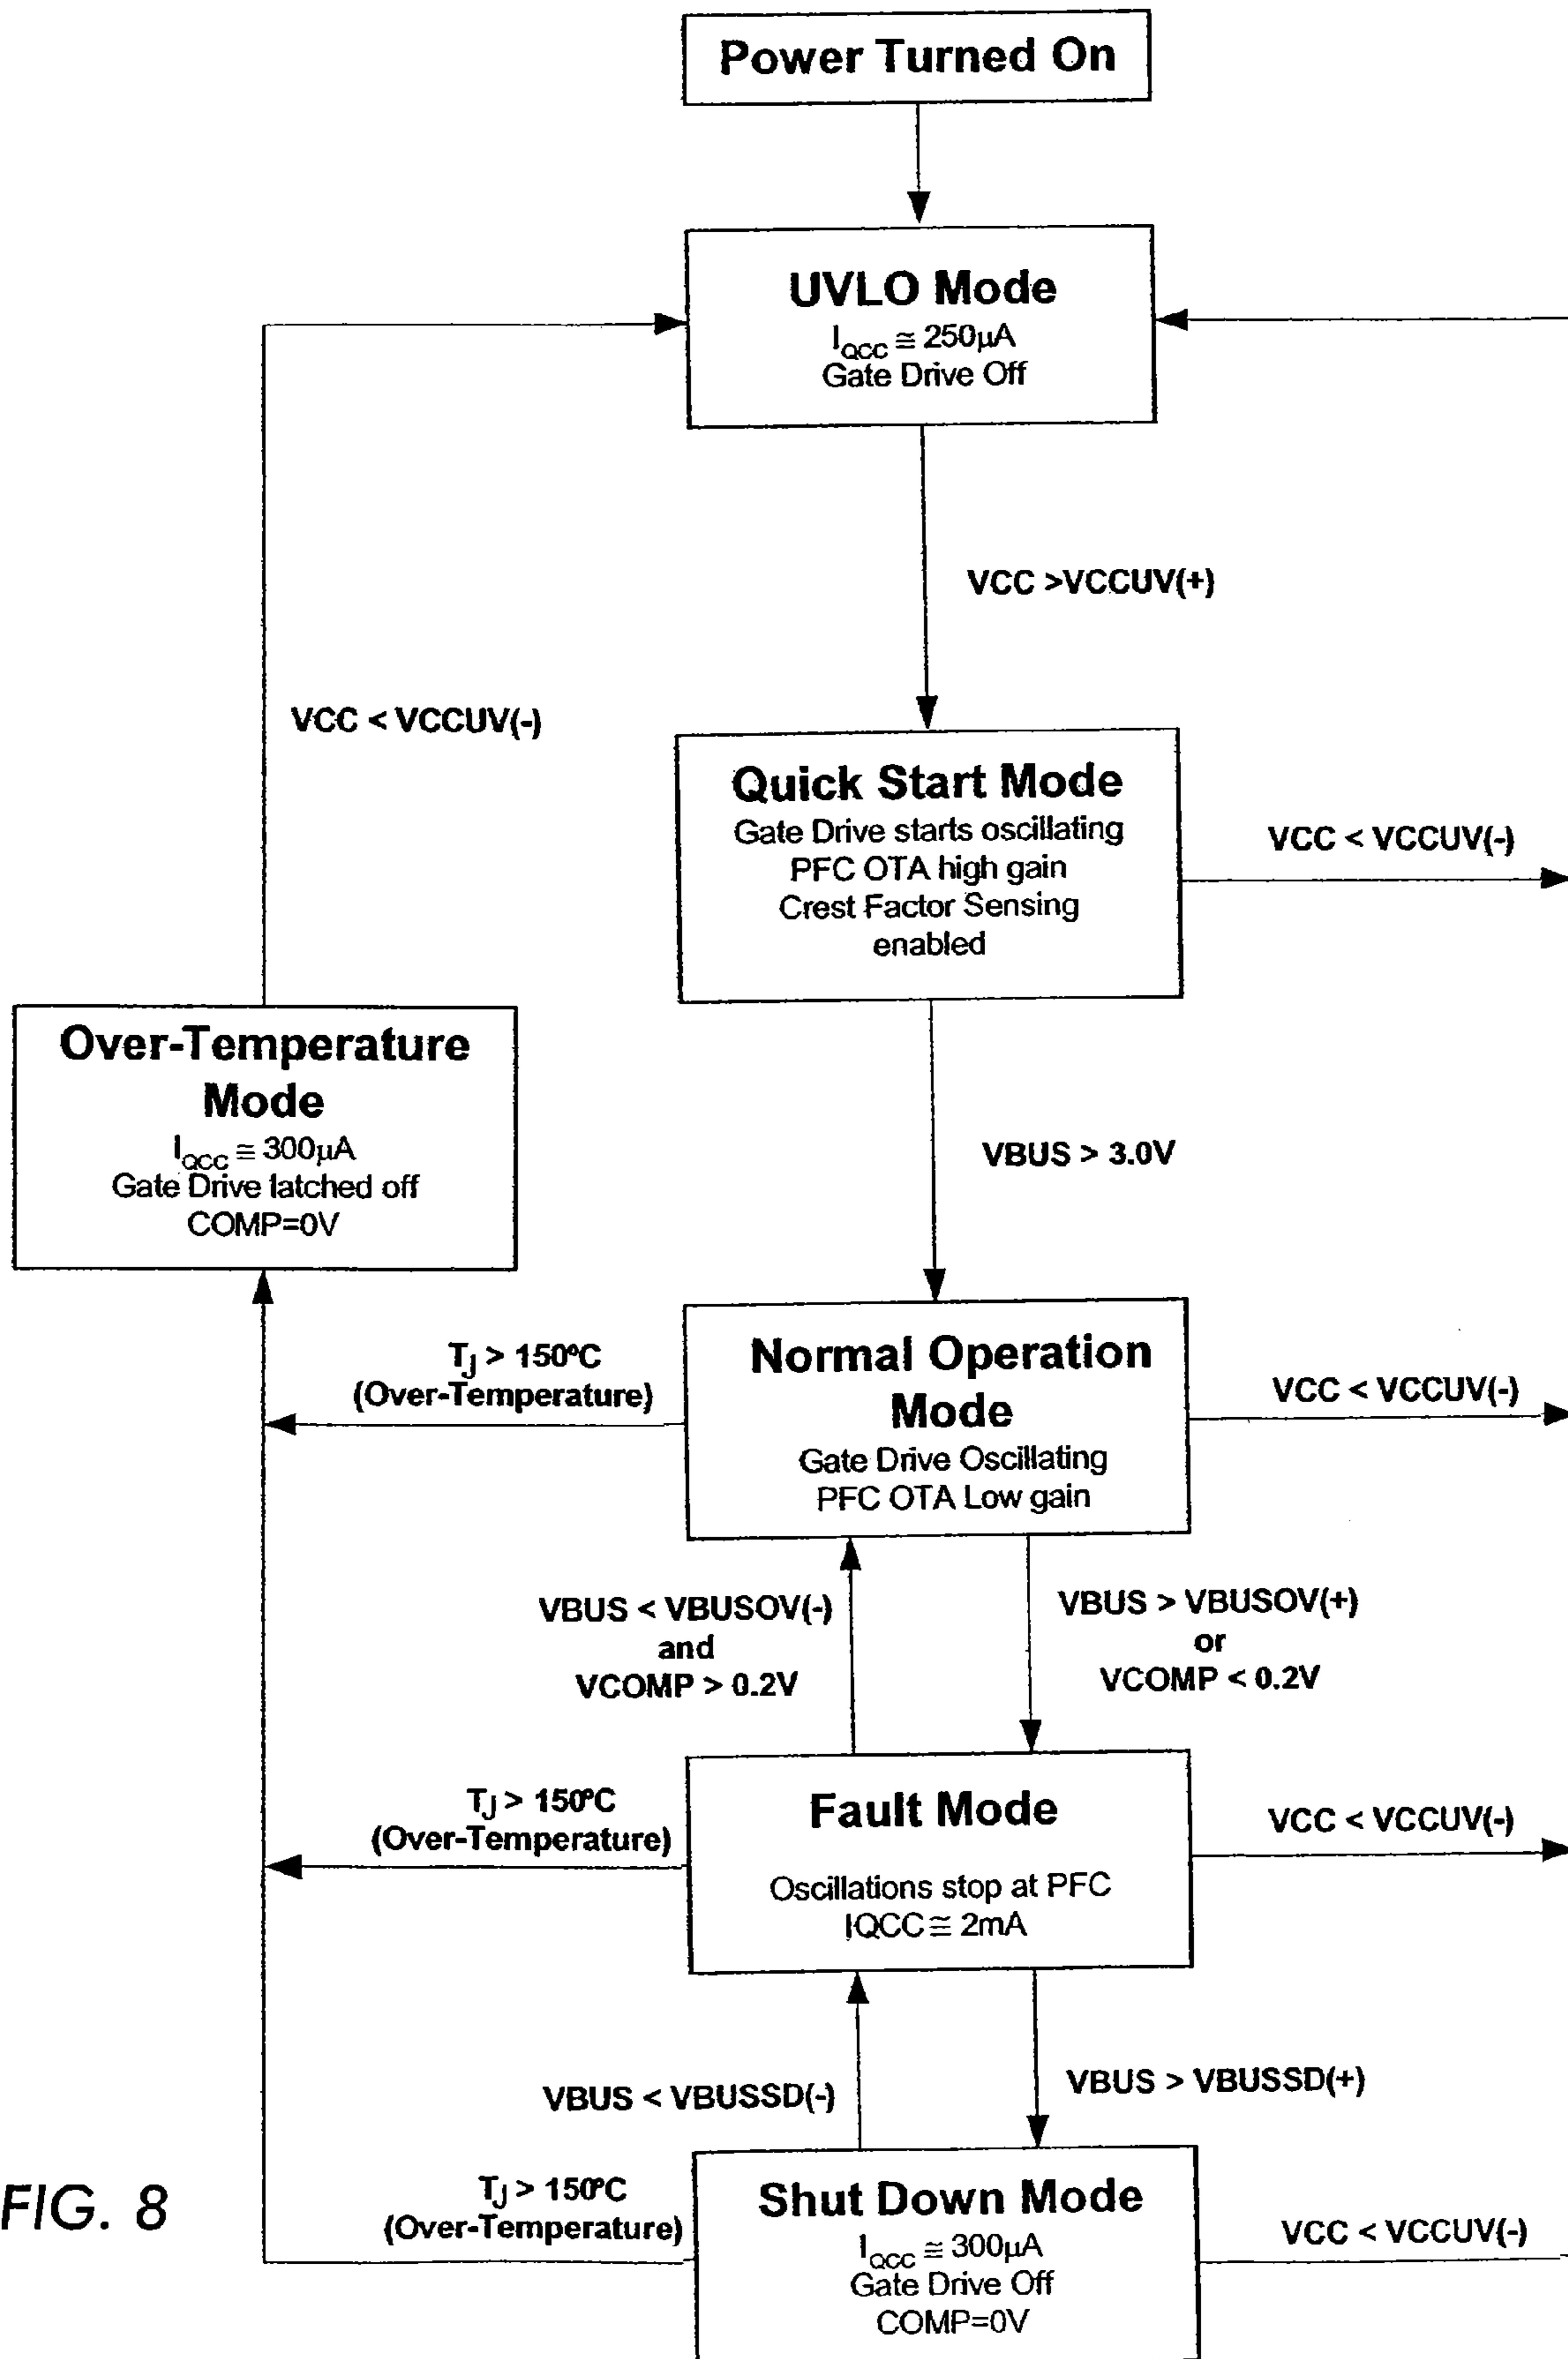 Power Turned On
UVLO Mode
IQCC ≅ 250µA
Gate Drive Off
VCC >VCCUV(+)
VCC < VCCUV(-)
Quick Start Mode
Gate Drive starts oscillating
PFC OTA high gain
Crest Factor Sensing
enabled
VCC < VCCUV(-)
Over-Temperature
Mode
IQCC ≅ 300µA
Gate Drive latched off
COMP=0V
VBUS > 3.0V
TJ > 150ºC
(Over-Temperature)
Normal Operation
Mode
Gate Drive Oscillating
PFC OTA Low gain
VCC < VCCUV(-)
VBUS < VBUSOV(-)
and
VCOMP > 0.2V
VBUS > VBUSOV(+)
or
VCOMP < 0.2V
TJ > 150ºC
(Over-Temperature)
Fault Mode
Oscillations stop at PFC
IQCC ≅ 2mA
VCC < VCCUV(-)
VBUS < VBUSSD(-)
VBUS > VBUSSD(+)
FIG. 8
TJ > 150ºC
(Over-Temperature)
Shut Down Mode
IQCC ≅ 300µA
Gate Drive Off
COMP=0V
VCC < VCCUV(-)